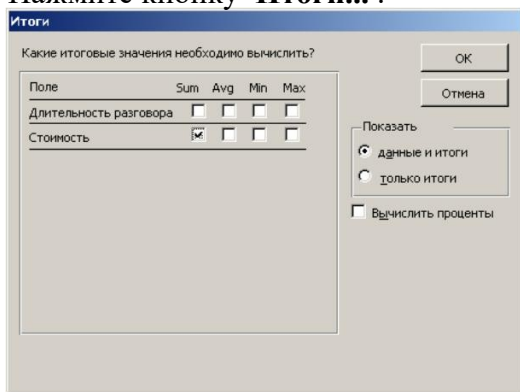 Нажмите кнопку "Итоги...".
Итоги
Какие итоговые значения необходимо вычислить?
Поле Sum Avg Min Max
Длительность разговора
Стоимость
OK
Отмена
Показать
данные и итоги
только итоги
Вычислить проценты